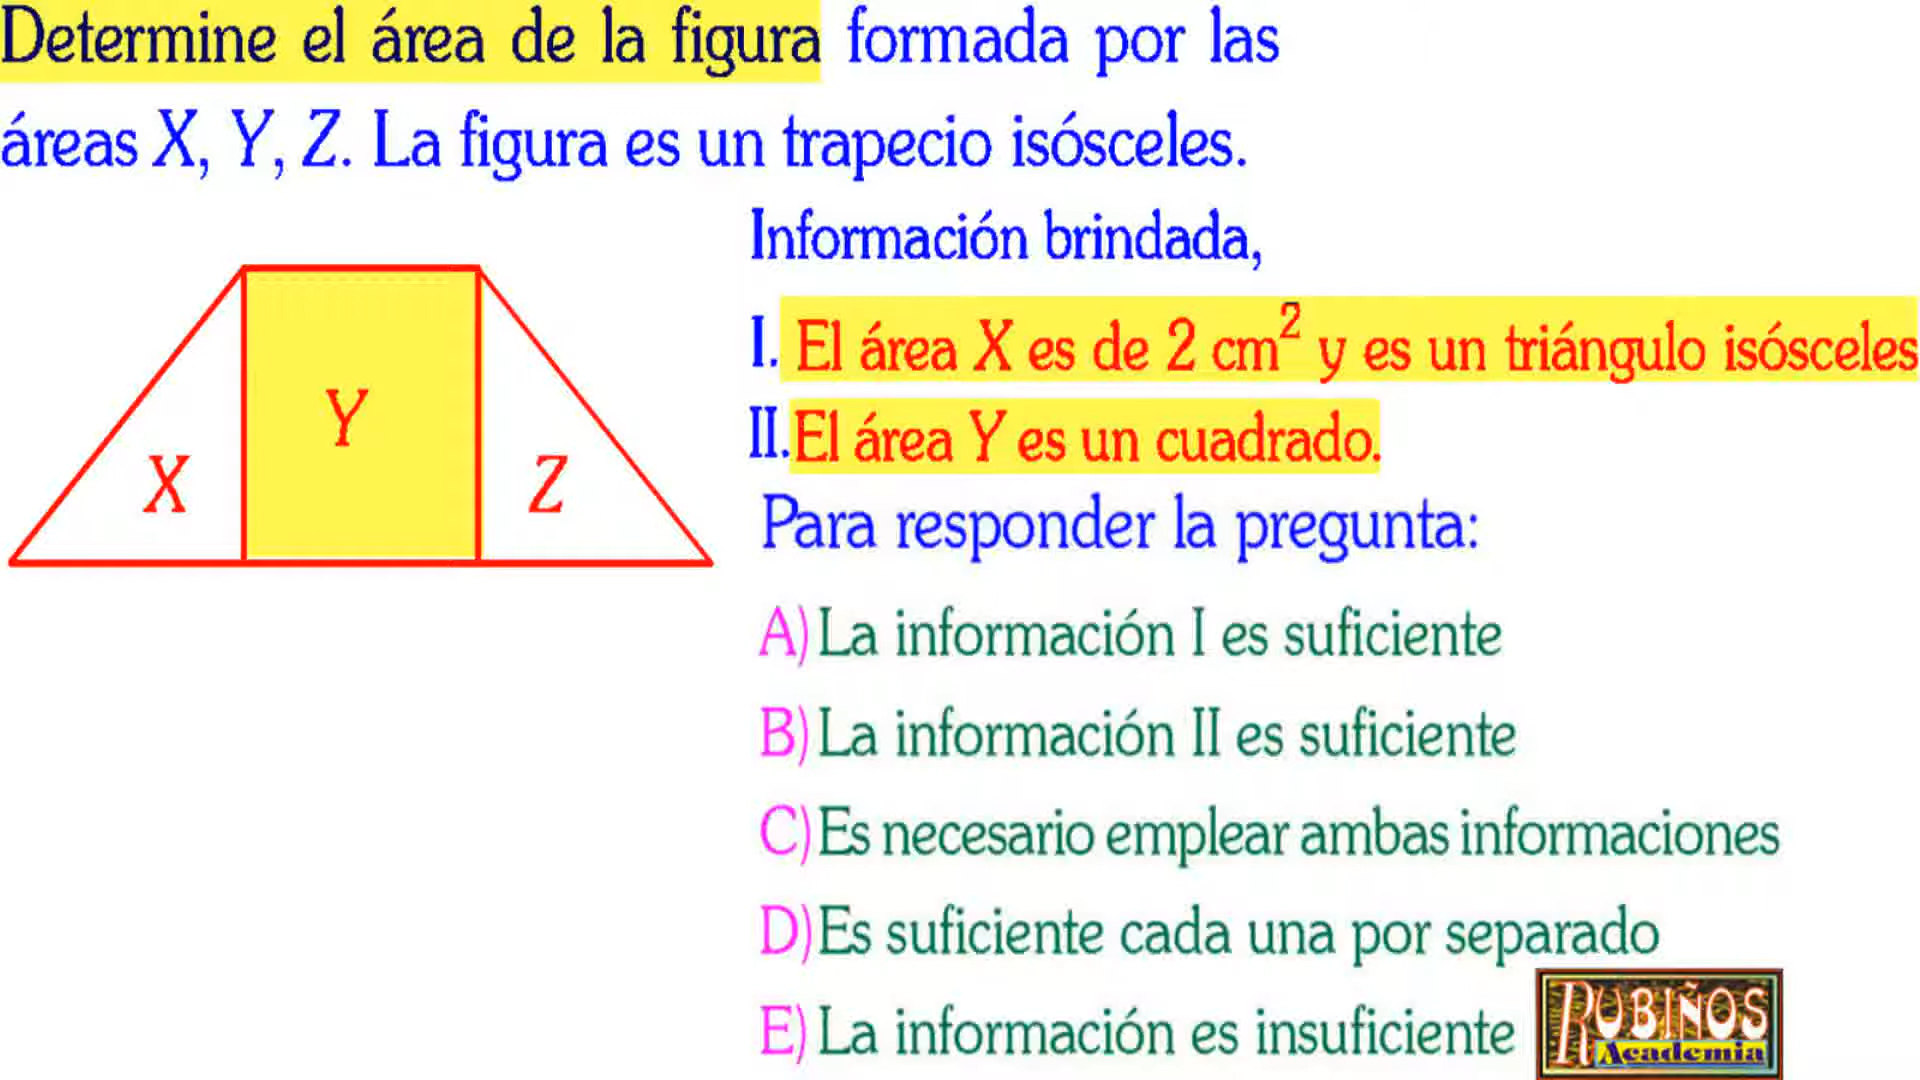 Determine el área de la figura formada por las
áreas X, Y, Z. La figura es un trapecio isósceles.
Información brindada,
I. El área X es de 2 cm² y es un triángulo isósceles
II. El área Y es un cuadrado.
Para responder la pregunta:
X
Y
Z
A) La información I es suficiente
B) La información II es suficiente
C) Es necesario emplear ambas informaciones
D) Es suficiente cada una por separado
E) La información es insuficiente
RUBIÑOS
Academia